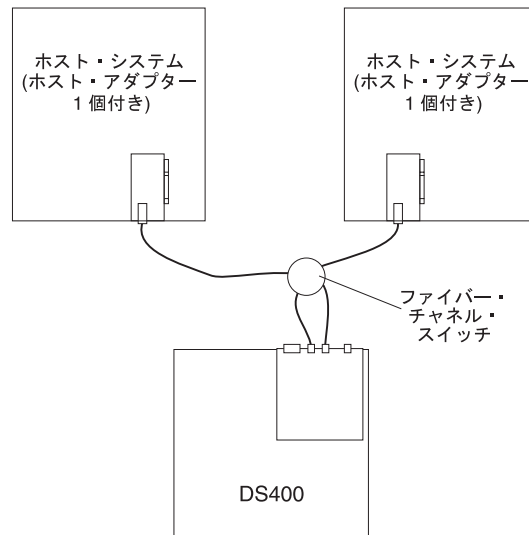 ホスト・システム
(ホスト・アダプター
1 個付き)
ホスト・システム
(ホスト・アダプター
1 個付き)
ファイバー・
チャネル・
スイッチ
DS400